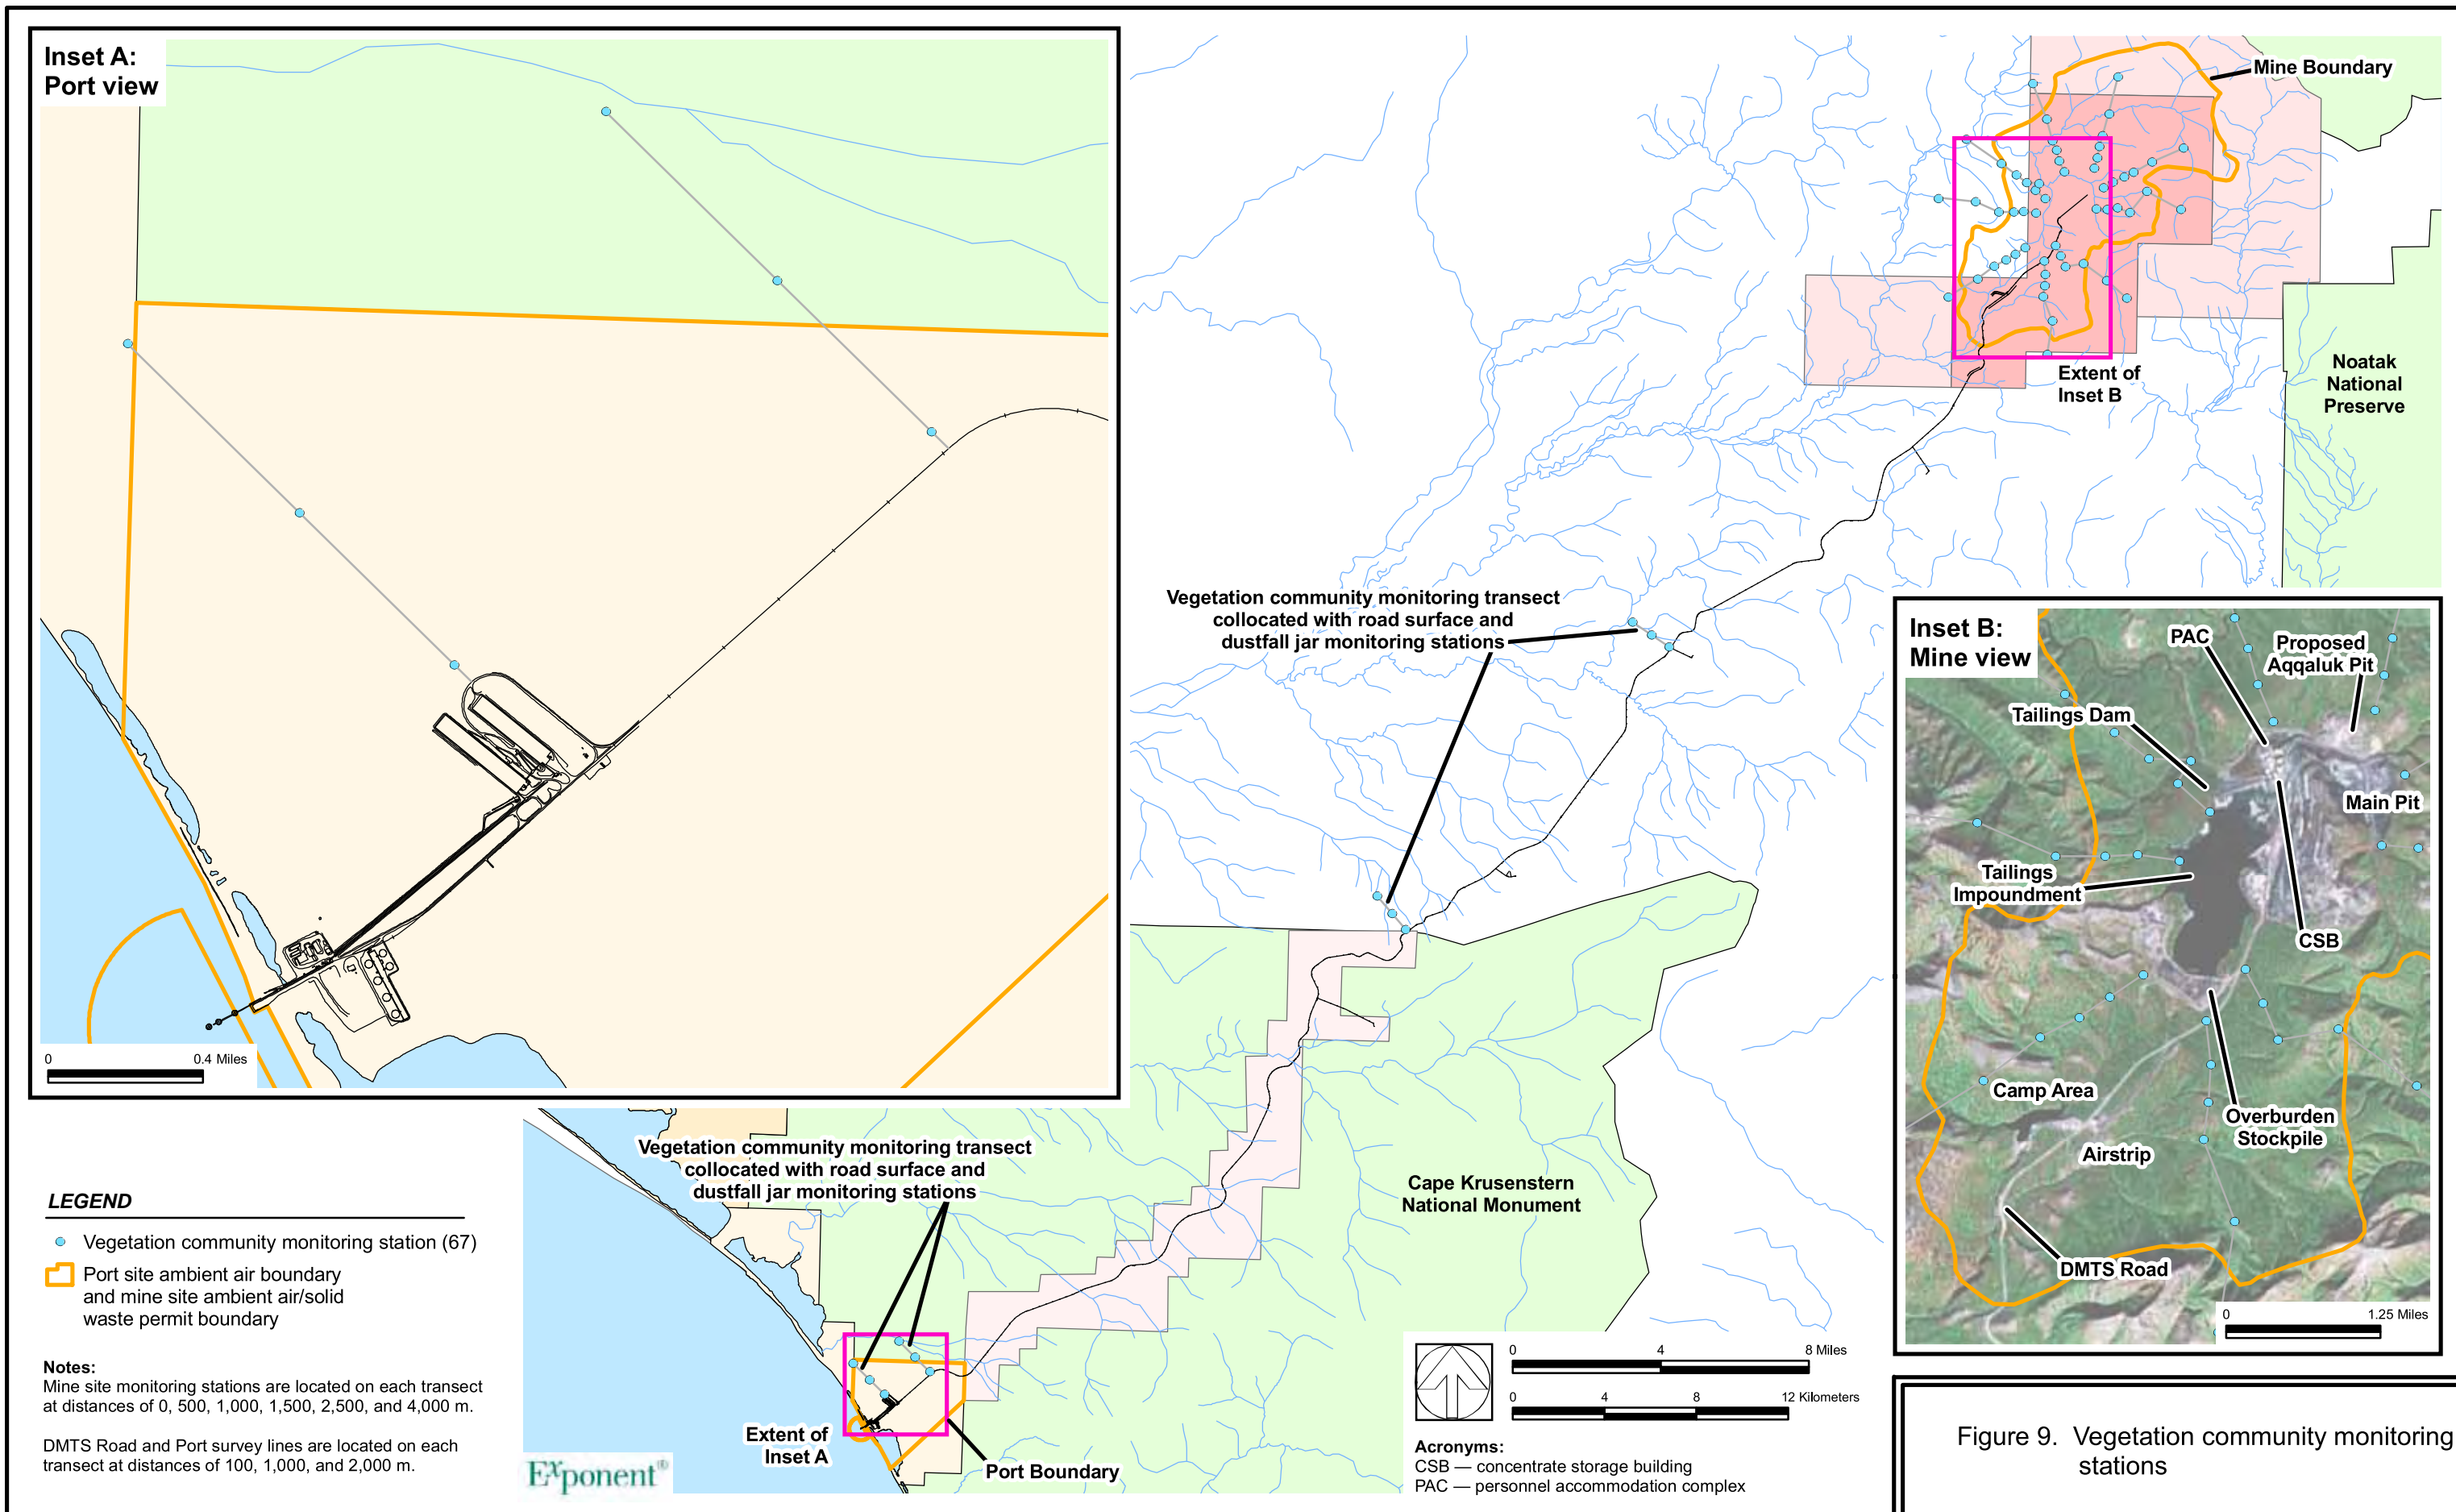 Inset A:
Port view
0
0.4 Miles
Mine Boundary
Extent of
Inset B
Noatak
National
Preserve
Vegetation community monitoring transect
collocated with road surface and
dustfall jar monitoring stations
Inset B:
Mine view
PAC
Proposed
Aqqaluk Pit
Tailings Dam
Main Pit
Tailings
Impoundment
CSB
Camp Area
Overburden
Stockpile
Airstrip
DMTS Road
0
1.25 Miles
Vegetation community monitoring transect
collocated with road surface and
dustfall jar monitoring stations
Cape Krusenstern
National Monument
Extent of
Inset A
Port Boundary
LEGEND
Vegetation community monitoring station (67)
Port site ambient air boundary
and mine site ambient air/solid
waste permit boundary
Notes:
Mine site monitoring stations are located on each transect
at distances of 0, 500, 1,000, 1,500, 2,500, and 4,000 m.
DMTS Road and Port survey lines are located on each
transect at distances of 100, 1,000, and 2,000 m.
Exponent®
0 4 8 Miles
0 4 8 12 Kilometers
Acronyms:
CSB — concentrate storage building
PAC — personnel accommodation complex
Figure 9. Vegetation community monitoring
stations